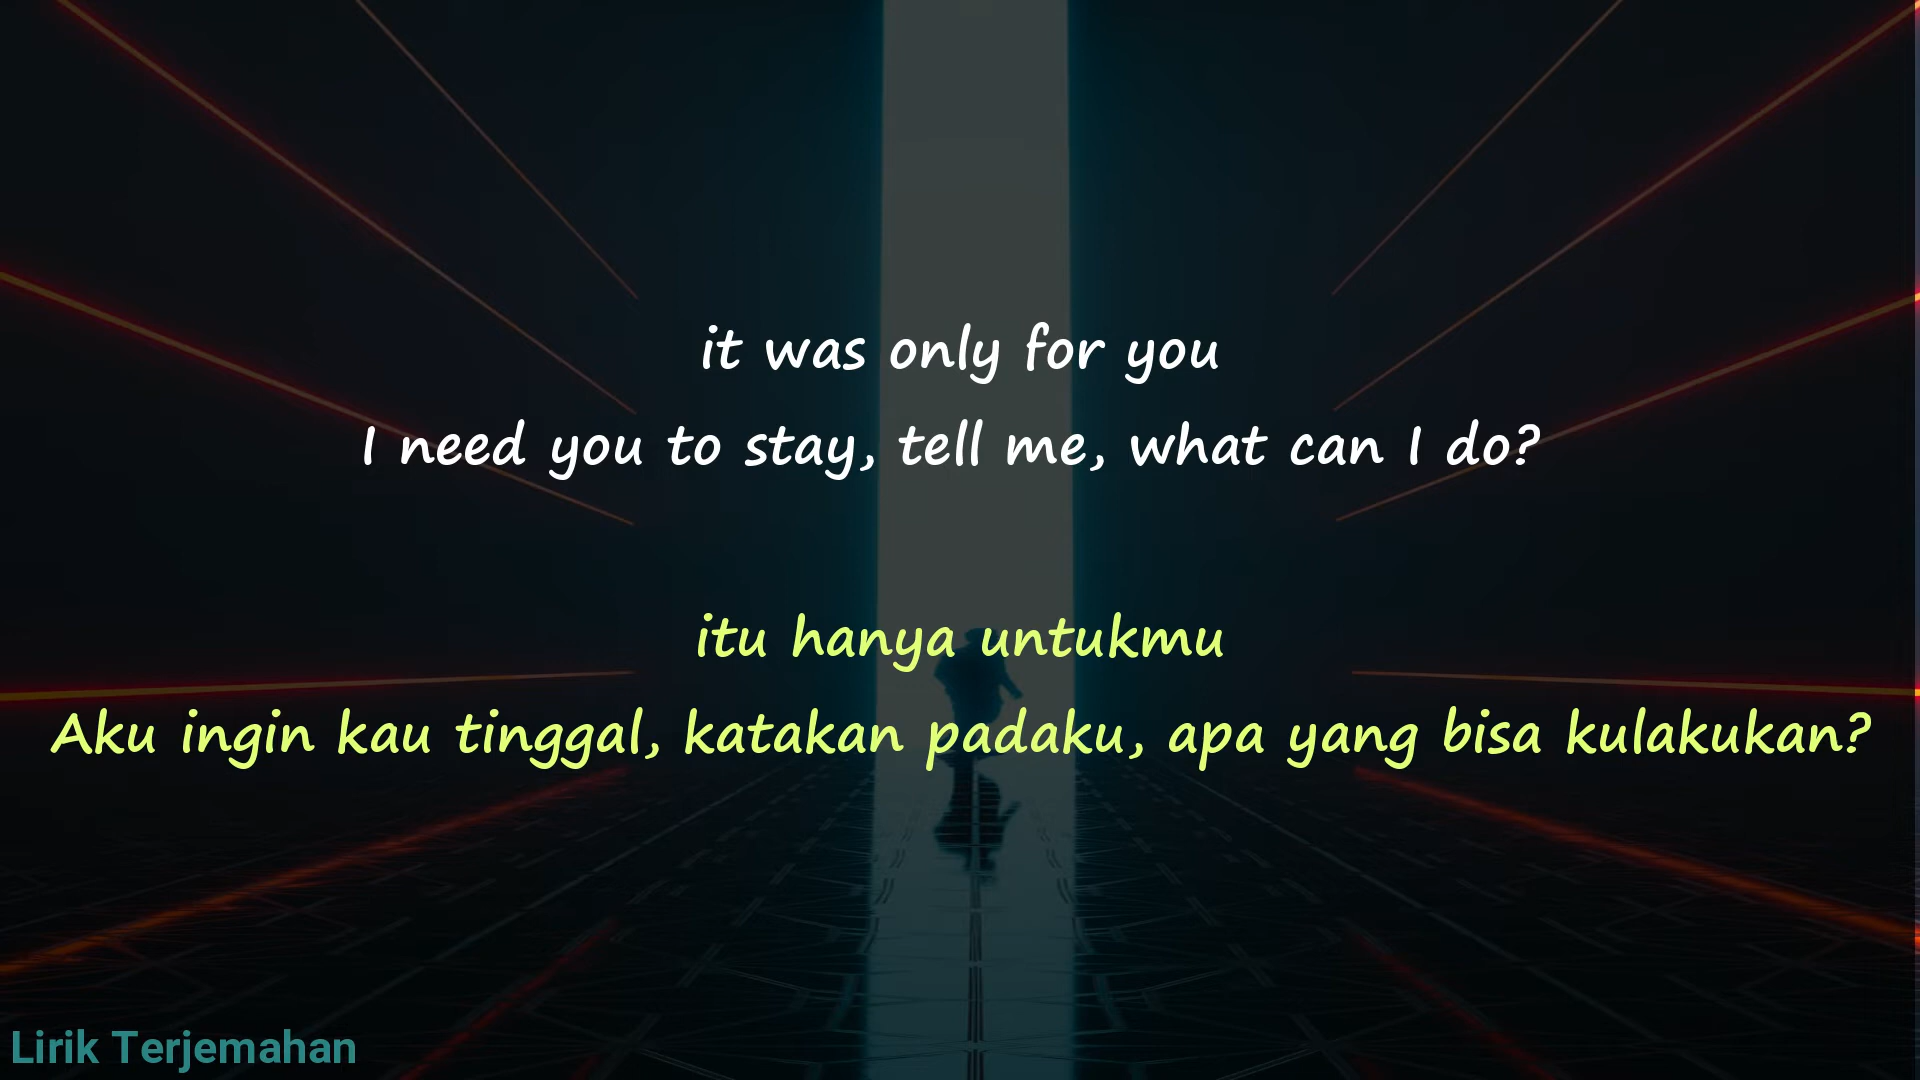 it was only for you
I need you to stay, tell me, what can I do?
itu hanya untukmu
Aku ingin kau tinggal, katakan padaku, apa yang bisa kulakukan?
Lirik Terjemahan